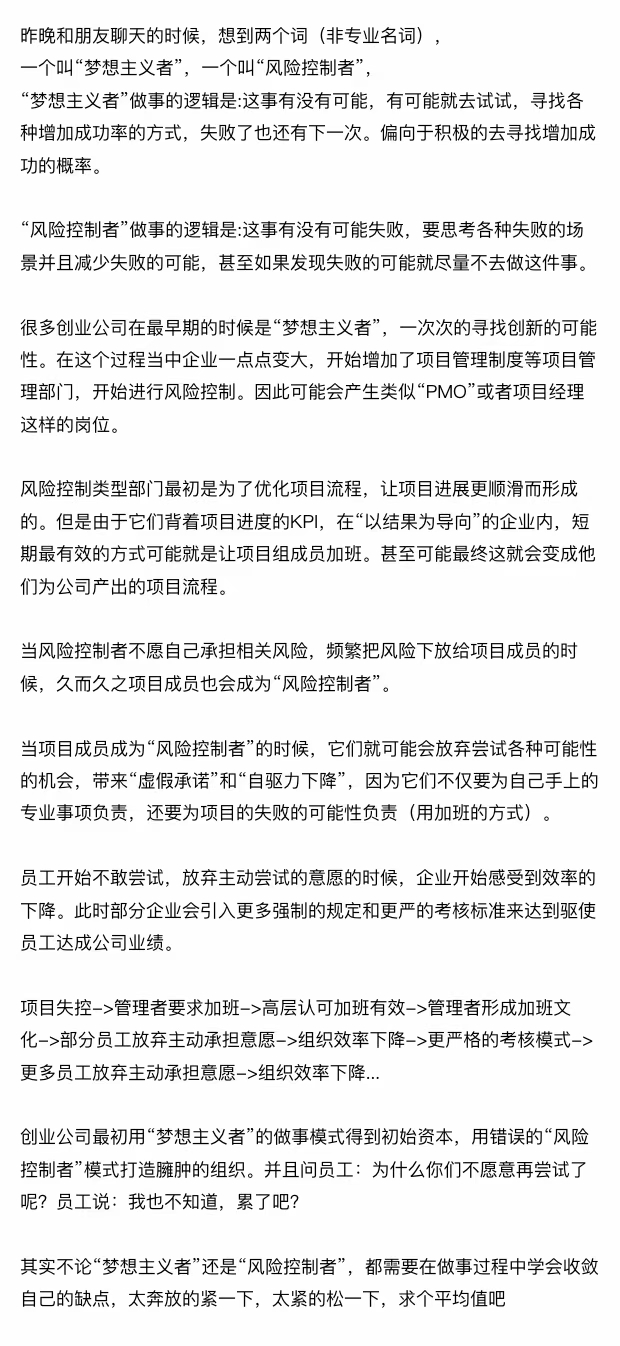 昨晚和朋友聊天的时候，想到两个词（非专业名词），
一个叫“梦想主义者”，一个叫“风险控制者”，
“梦想主义者”做事的逻辑是:这事有没有可能，有可能就去试试，寻找各
种增加成功率的方式，失败了也还有下一次。偏向于积极的去寻找增加成
功的概率。
“风险控制者”做事的逻辑是:这事有没有可能失败，要思考各种失败的场
景并且减少失败的可能，甚至如果发现失败的可能就尽量不去做这件事。
很多创业公司在最早期的时候是“梦想主义者”，一次次的寻找创新的可能
性。在这个过程当中企业一点点变大，开始增加了项目管理制度等项目管
理部门，开始进行风险控制。因此可能会产生类似“PMO”或者项目经理
这样的岗位。
风险控制类型部门最初是为了优化项目流程，让项目进展更顺滑而形成
的。但是由于它们背着项目进度的KPI，在“以结果为导向”的企业内，短
期最有效的方式可能就是让项目组成员加班。甚至可能最终这就会变成他
们为公司产出的项目流程。
当风险控制者不愿自己承担相关风险，频繁把风险下放给项目成员的时
候，久而久之项目成员也会成为“风险控制者”。
当项目成员成为“风险控制者”的时候，它们就可能会放弃尝试各种可能性
的机会，带来“虚假承诺”和“自驱力下降”，因为它们不仅要为自己手上的
专业事项负责，还要为项目的失败的可能性负责（用加班的方式）。
员工开始不敢尝试，放弃主动尝试的意愿的时候，企业开始感受到效率的
下降。此时部分企业会引入更多强制的规定和更严的考核标准来达到驱使
员工达成公司业绩。
项目失控–>管理者要求加班–>高层认可加班有效–>管理者形成加班文
化–>部分员工放弃主动承担意愿–>组织效率下降–>更严格的考核模式–>
更多员工放弃主动承担意愿–>组织效率下降...
创业公司最初用“梦想主义者”的做事模式得到初始资本，用错误的“风险
控制者”模式打造臃肿的组织。并且问员工：为什么你们不愿意再尝试了
呢？员工说：我也不知道，累了吧？
其实不论“梦想主义者”还是“风险控制者”，都需要在做事过程中学会收敛
自己的缺点，太奔放的紧一下，太紧的松一下，求个平均值吧